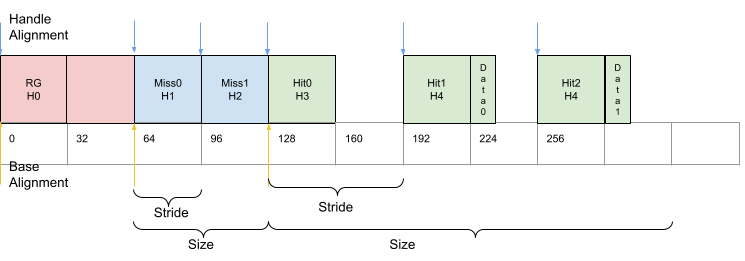 Handle
Alignment
RG
H0
Miss0
H1
Miss1
H2
Hit0
H3
Hit1
H4
Data0
Hit2
H4
Data1
0
32
64
96
128
160
192
224
256
Base
Alignment
Stride
Stride
Size
Size